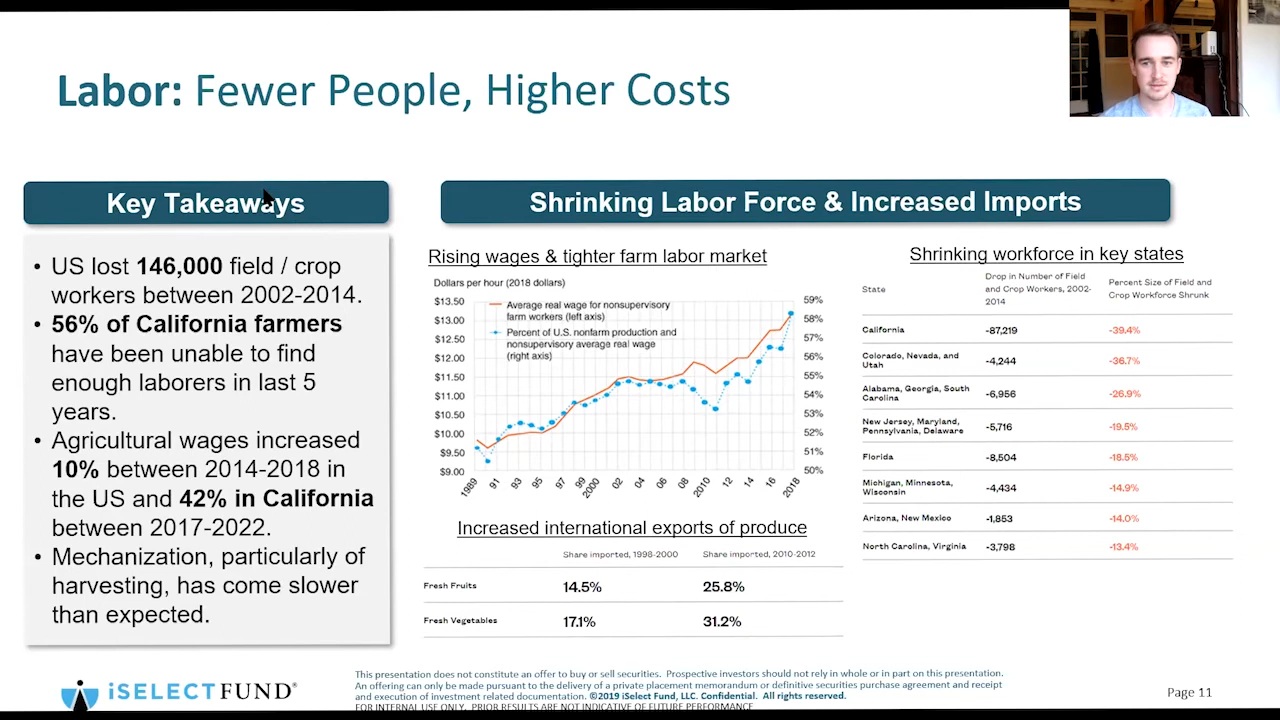 Labor: Fewer People, Higher Costs
Key Takeaways
• US lost 146,000 field / crop
workers between 2002-2014.
• 56% of California farmers
have been unable to find
enough laborers in last 5
years.
• Agricultural wages increased
10% between 2014-2018 in
the US and 42% in California
between 2017-2022.
• Mechanization, particularly of
harvesting, has come slower
than expected.
Shrinking Labor Force & Increased Imports
Rising wages & tighter farm labor market
Dollars per hour (2018 dollars)
$13.50
$13.00
$12.50
$12.00
$11.50
$11.00
$10.50
$10.00
$9.50
$9.00
Average real wage for nonsupervisory
farm workers (left axis)
Percent of U.S. nonfarm production and
nonsupervisory average real wage
(right axis)
59%
58%
57%
56%
55%
54%
53%
52%
51%
50%
1989 91 93 95 97 99 2000 02 04 06 08 2010 12 14 16 2018
Increased international exports of produce
Share imported, 1998-2000 Share imported, 2010-2012
Fresh Fruits 14.5% 25.8%
Fresh Vegetables 17.1% 31.2%
Shrinking workforce in key states
State
Drop in Number of Field
and Crop Workers, 2002-
2014
Percent Size of Field and
Crop Workforce Shrunk
California -87,219 -39.4%
Colorado, Nevada, and
Utah -4,244 -36.7%
Alabama, Georgia, South
Carolina -6,956 -26.9%
New Jersey, Maryland,
Pennsylvania, Delaware -5,716 -19.5%
Florida -8,504 -18.5%
Michigan, Minnesota,
Wisconsin -4,434 -14.9%
Arizona, New Mexico -1,853 -14.0%
North Carolina, Virginia -3,798 -13.4%
iSELECTFUND®
This presentation does not constitute an offer to buy or sell securities. Prospective investors should not rely in whole or in part on this presentation.
An offering can only be made pursuant to the delivery of a private placement memorandum or definitive securities purchase agreement and receipt
and execution of investment related documentation. ©2019 iSelect Fund, LLC. Confidential. All rights reserved.
FOR INTERNAL USE ONLY. PRIOR RESULTS ARE NOT INDICATIVE OF FUTURE PERFORMANCE
Page 11